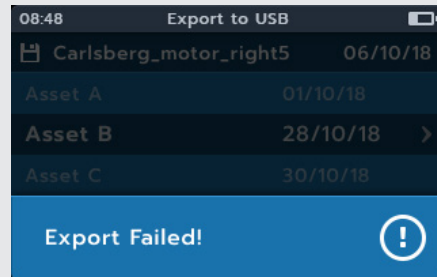 08:48 Export to USB
Carlsberg_motor_right5 06/10/18
Asset A 01/10/18
Asset B 28/10/18
Asset C 30/10/18
Export Failed!